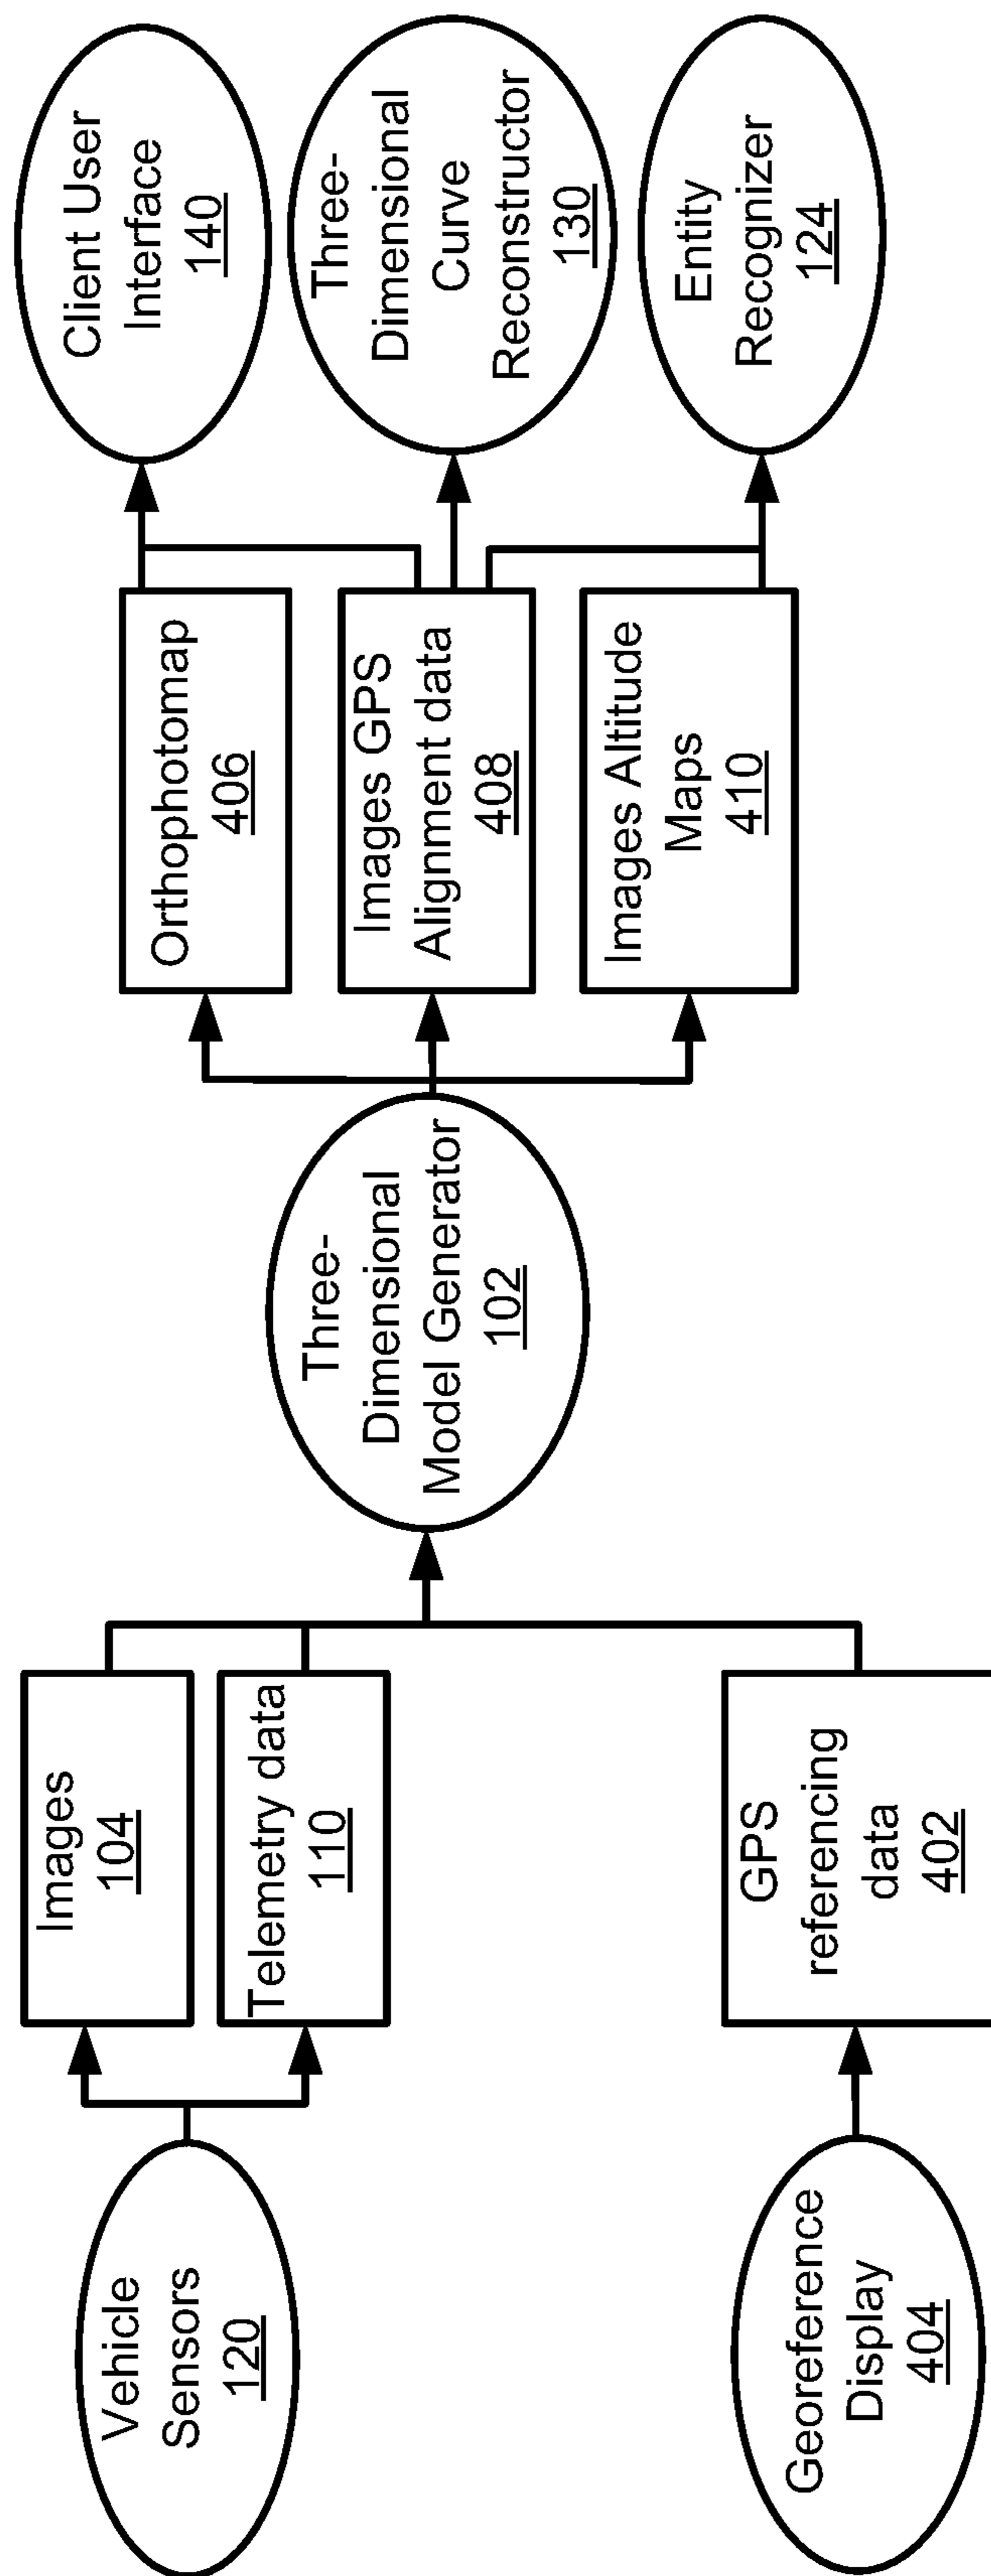 Vehicle
Sensors
120
Georeference
Display
404
Images
104
Telemetry data
110
GPS
referencing
data
402
Three-
Dimensional
Model Generator
102
Orthophotomap
406
Images GPS
Alignment data
408
Images Altitude
Maps
410
Client User
Interface
140
Three-
Dimensional
Curve
Reconstructor
130
Entity
Recognizer
124